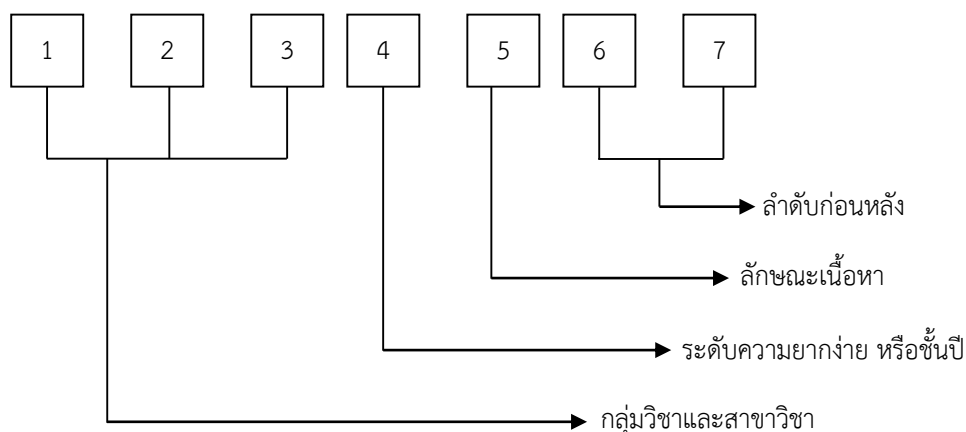 1 2 3 4 5 6 7
ลำดับก่อนหลัง
ลักษณะเนื้อหา
ระดับความยากง่าย หรือชั้นปี
กลุ่มวิชาและสาขาวิชา